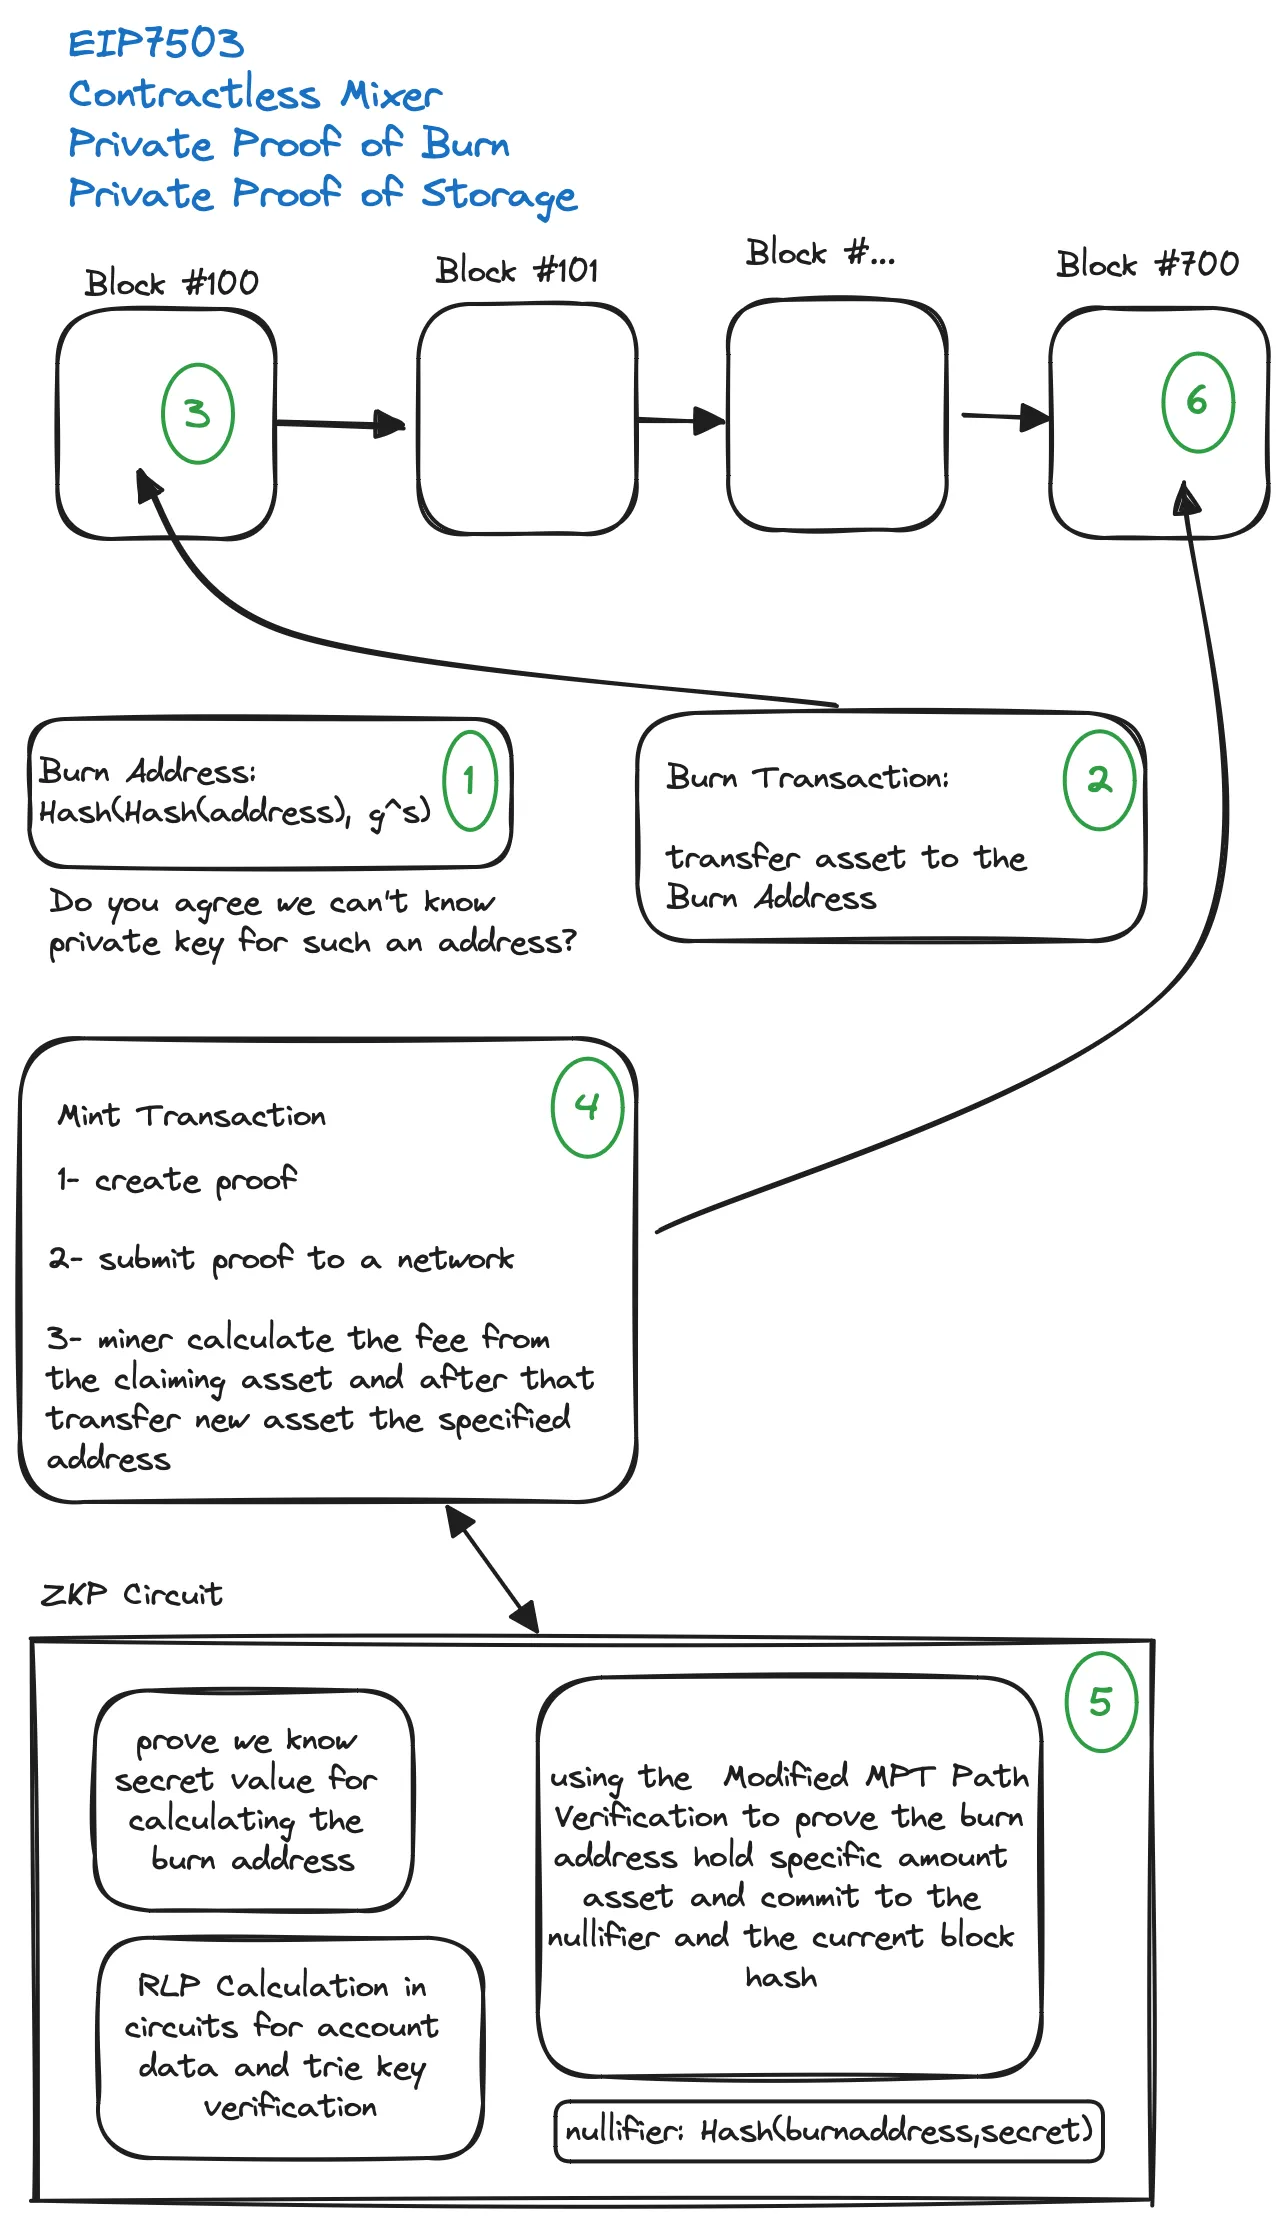 EIP7503
Contractless Mixer
Private Proof of Burn
Private Proof of Storage
Block #100
Block #101
Block #...
Block #700
3
6
Burn Address:
Hash(Hash(address), g^s)
1
Do you agree we can't know
private key for such an address?
Burn Transaction:
2
transfer asset to the
Burn Address
4
Mint Transaction
1- create proof
2- submit proof to a network
3- miner calculate the fee from
the claiming asset and after that
transfer new asset the specified
address
ZKP Circuit
5
prove we know
secret value for
calculating the
burn address
using the Modified MPT Path
Verification to prove the burn
address hold specific amount
asset and commit to the
nullifier and the current block
hash
RLP Calculation in
circuits for account
data and trie key
verification
nullifier: Hash(burnaddress,secret)